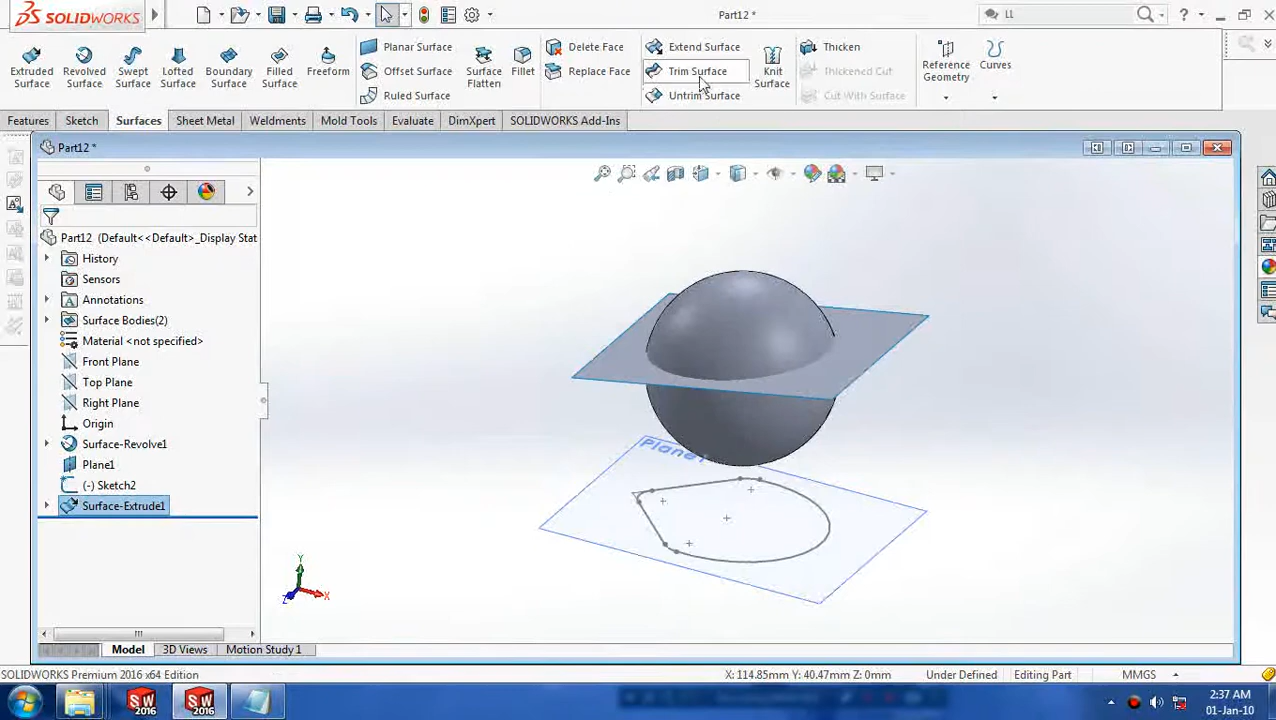 SOLIDWORKS
Part12 *
LL
?
Extruded Surface
Revolved Surface
Swept Surface
Lofted Surface
Boundary Surface
Filled Surface
Freeform
Planar Surface
Offset Surface
Ruled Surface
Surface Flatten
Fillet
Delete Face
Replace Face
Extend Surface
Trim Surface
Untrim Surface
Knit Surface
Thicken
Thickened Cut
Cut With Surface
Reference Geometry
Curves
Features
Sketch
Surfaces
Sheet Metal
Weldments
Mold Tools
Evaluate
DimXpert
SOLIDWORKS Add-Ins
Part12 *
Part12 (Default<<Default>_Display Stat
History
Sensors
Annotations
Surface Bodies(2)
Material <not specified>
Front Plane
Top Plane
Right Plane
Origin
Surface-Revolve1
Plane1
(-) Sketch2
Surface-Extrude1
Y
X
Z
Model
3D Views
Motion Study 1
SOLIDWORKS Premium 2016 x64 Edition
X: 114.85mm Y: 40.47mm Z: 0mm
Under Defined
Editing Part
MMGS
SW 2016
SW 2016
2:37 AM
01-Jan-10